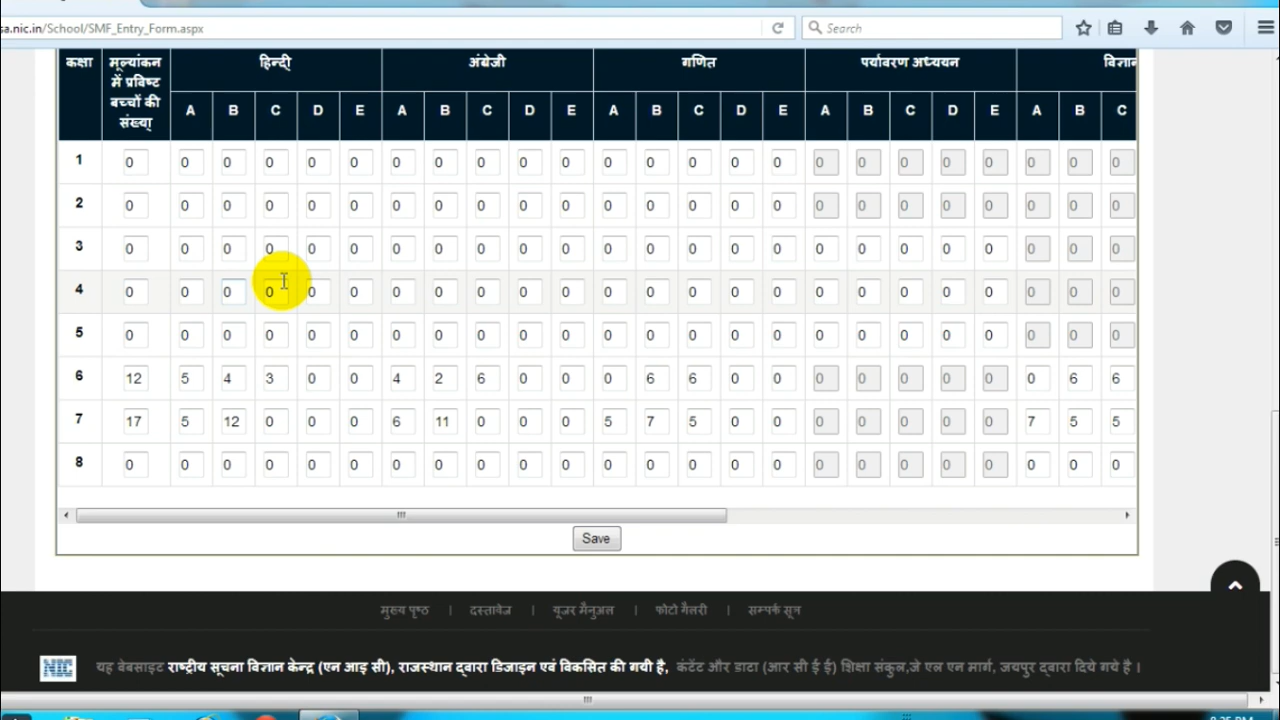 sa.nic.in/School/SMF_Entry_Form.aspx Search
कक्षा मूल्यांकन में प्रविष्ट बच्चों की संख्या हिन्दी अंग्रेजी गणित पर्यावरण अध्ययन
A B C D E A B C D E A B C D E A B C D E A B C
1 0 0 0 0 0 0 0 0 0 0 0 0 0 0 0 0 0 0 0 0 0 0 0 0
2 0 0 0 0 0 0 0 0 0 0 0 0 0 0 0 0 0 0 0 0 0 0 0 0
3 0 0 0 0 0 0 0 0 0 0 0 0 0 0 0 0 0 0 0 0 0 0 0 0
4 0 0 0 0 0 0 0 0 0 0 0 0 0 0 0 0 0 0 0 0 0 0 0 0
5 0 0 0 0 0 0 0 0 0 0 0 0 0 0 0 0 0 0 0 0 0 0 0 0
6 12 5 4 3 0 0 4 2 6 0 0 0 6 6 0 0 0 0 0 0 0 0 6 6
7 17 5 12 0 0 0 6 11 0 0 0 5 7 5 0 0 0 0 0 0 0 7 5 5
8 0 0 0 0 0 0 0 0 0 0 0 0 0 0 0 0 0 0 0 0 0 0 0 0
Save
मुख्य पृष्ठ | दस्तावेज | यूजर मैनुअल | फोटो गैलरी | सम्पर्क सूत्र
NIC यह वेबसाइट राष्ट्रीय सूचना विज्ञान केन्द्र (एन आइ सी), राजस्थान द्बारा डिजाइन एवं विकसित की गयी है, कंटेंट और डाटा (आर सी ई ई) शिक्षा संकुल,जे एल एन मार्ग, जयपुर द्बारा दिये गये है ।